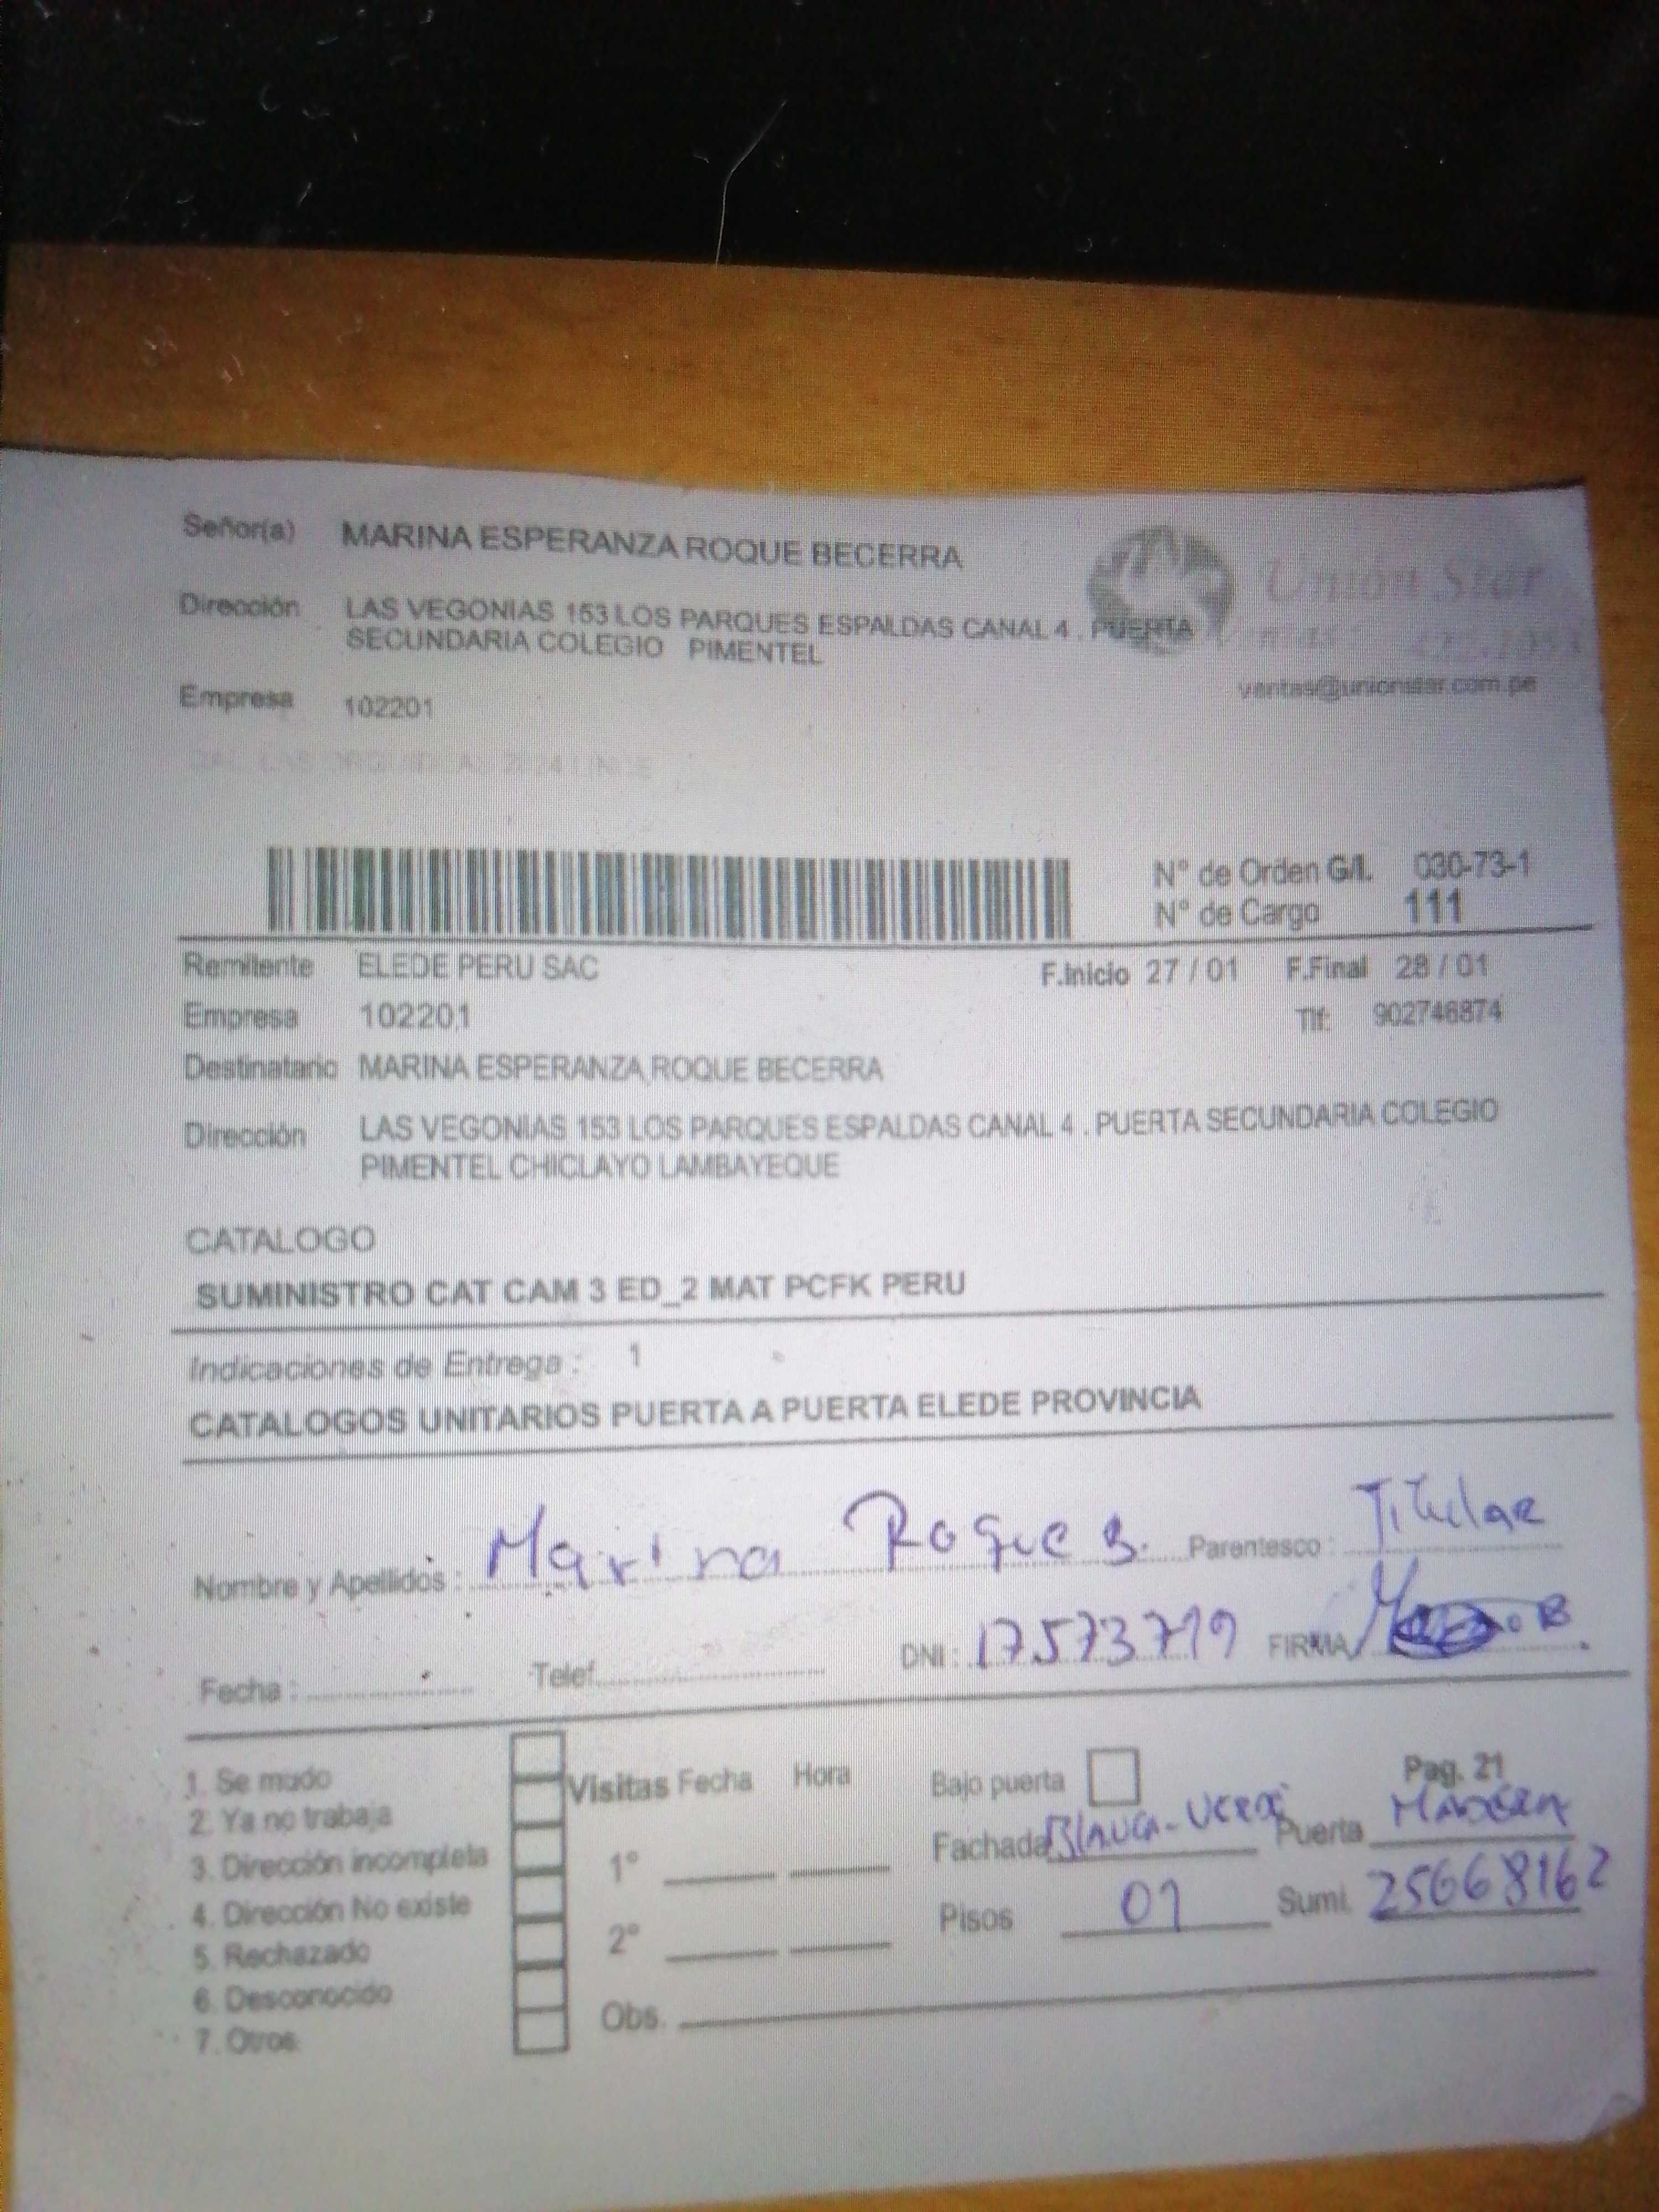 Señor(a) MARINA ESPERANZA ROQUE BECERRA
Unión Star
Dirección LAS VEGONIAS 153 LOS PARQUES ESPALDAS CANAL 4 . PUERTA
SECUNDARIA COLEGIO PIMENTEL
ventas@unionstar.com.pe
Empresa 102201
N° de Orden G/I. 030-73-1
N° de Cargo 111
Remitente ELEDE PERU SAC F.Inicio 27 / 01 F.Final 28 / 01
Empresa 102201 Tlf: 902746874
Destinatario MARINA ESPERANZA ROQUE BECERRA
Dirección LAS VEGONIAS 153 LOS PARQUES ESPALDAS CANAL 4 . PUERTA SECUNDARIA COLEGIO
PIMENTEL CHICLAYO LAMBAYEQUE
CATALOGO
SUMINISTRO CAT CAM 3 ED_2 MAT PCFK PERU
Indicaciones de Entrega : 1
CATALOGOS UNITARIOS PUERTA A PUERTA ELEDE PROVINCIA
Nombre y Apellidos : Marina Roque B. Parentesco : Titular
Fecha : Telef. DNI : 17573719 FIRMA
1. Se mudo
2. Ya no trabaja
3. Dirección incompleta
4. Dirección No existe
5. Rechazado
6. Desconocido
7. Otros
Visitas Fecha Hora
1°
2°
Obs.
Bajo puerta Pag. 21
Fachada Blanca-Verde Puerta MADERA
Pisos 01 Sumi. 25668162